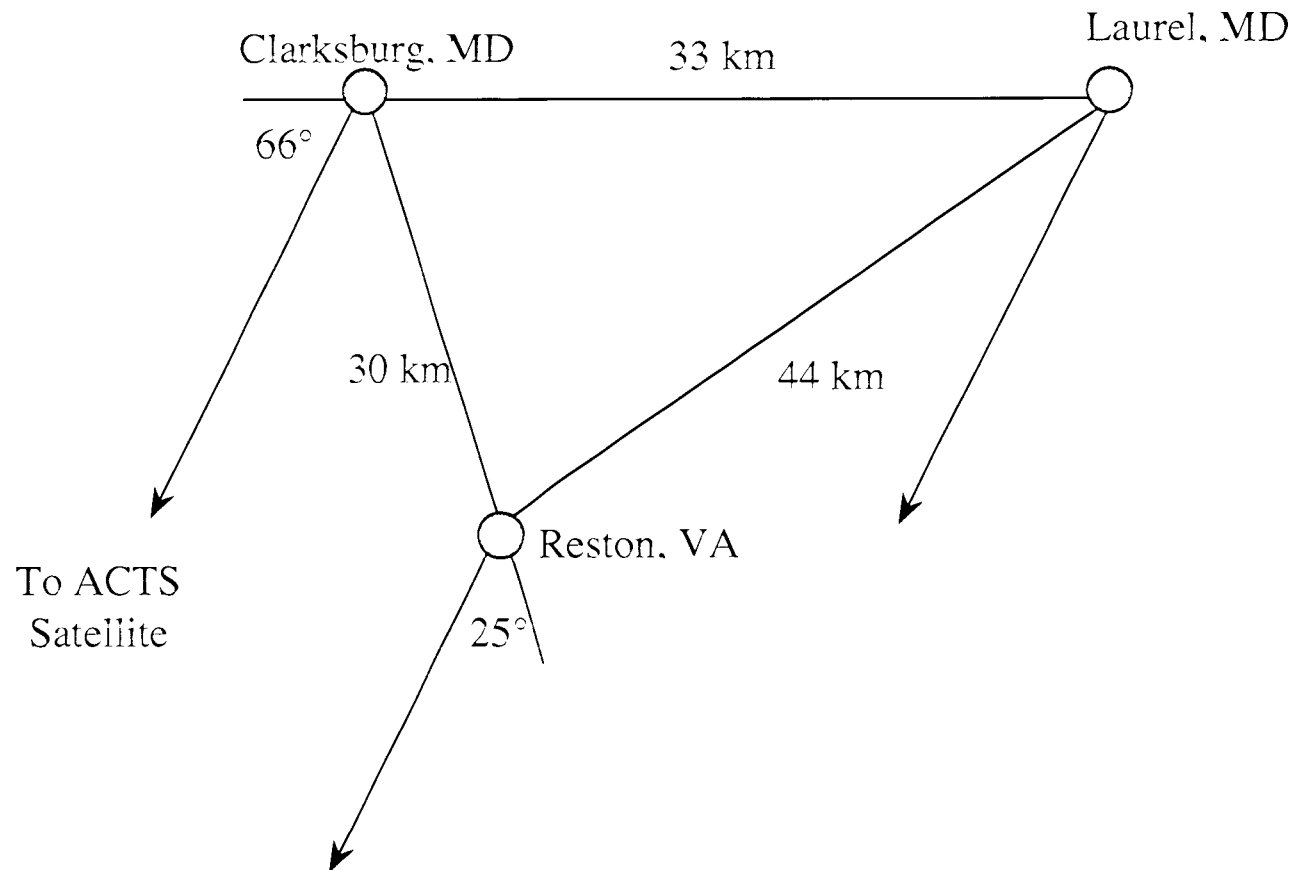 Clarksburg, MD
33 km
Laurel, MD
66°
30 km
44 km
Reston, VA
To ACTS
Satellite
25°